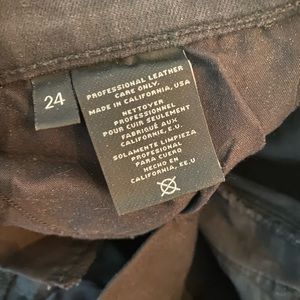 24
PROFESSIONAL LEATHER
CARE ONLY.
MADE IN CALIFORNIA, USA
NETTOYER
PROFESSIONNEL
POUR CUIR SEULEMENT
FABRIQUÉ AUX
CALIFORNIE, E.U.
SOLAMENTE LIMPIEZA
PROFESIONAL
PARA CUERO
HECHO EN
CALIFORNIA, EE.U